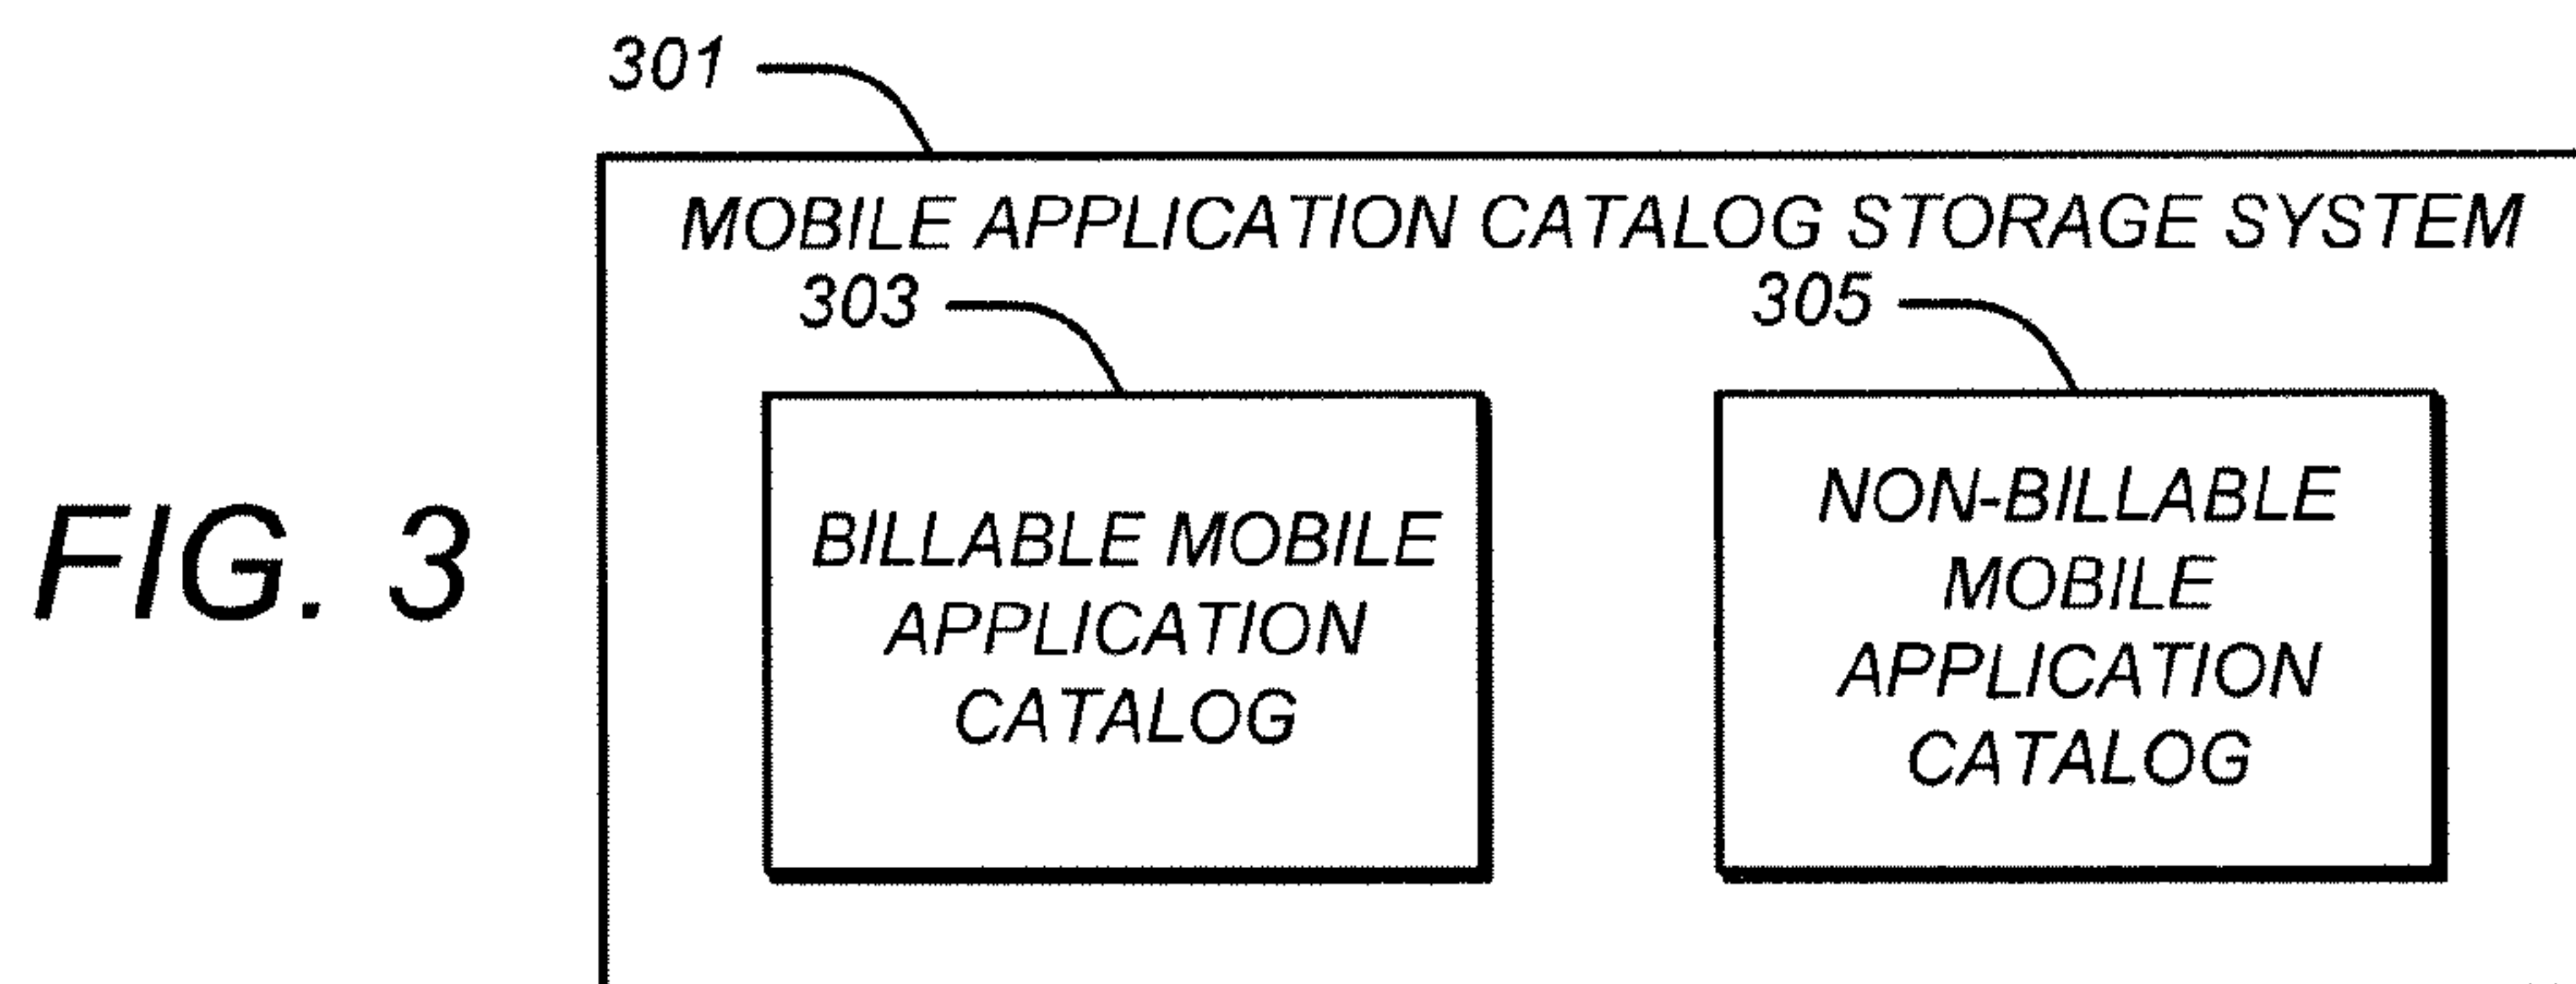 301
MOBILE APPLICATION CATALOG STORAGE SYSTEM
303
305
BILLABLE MOBILE
APPLICATION
CATALOG
NON-BILLABLE
MOBILE
APPLICATION
CATALOG
FIG. 3